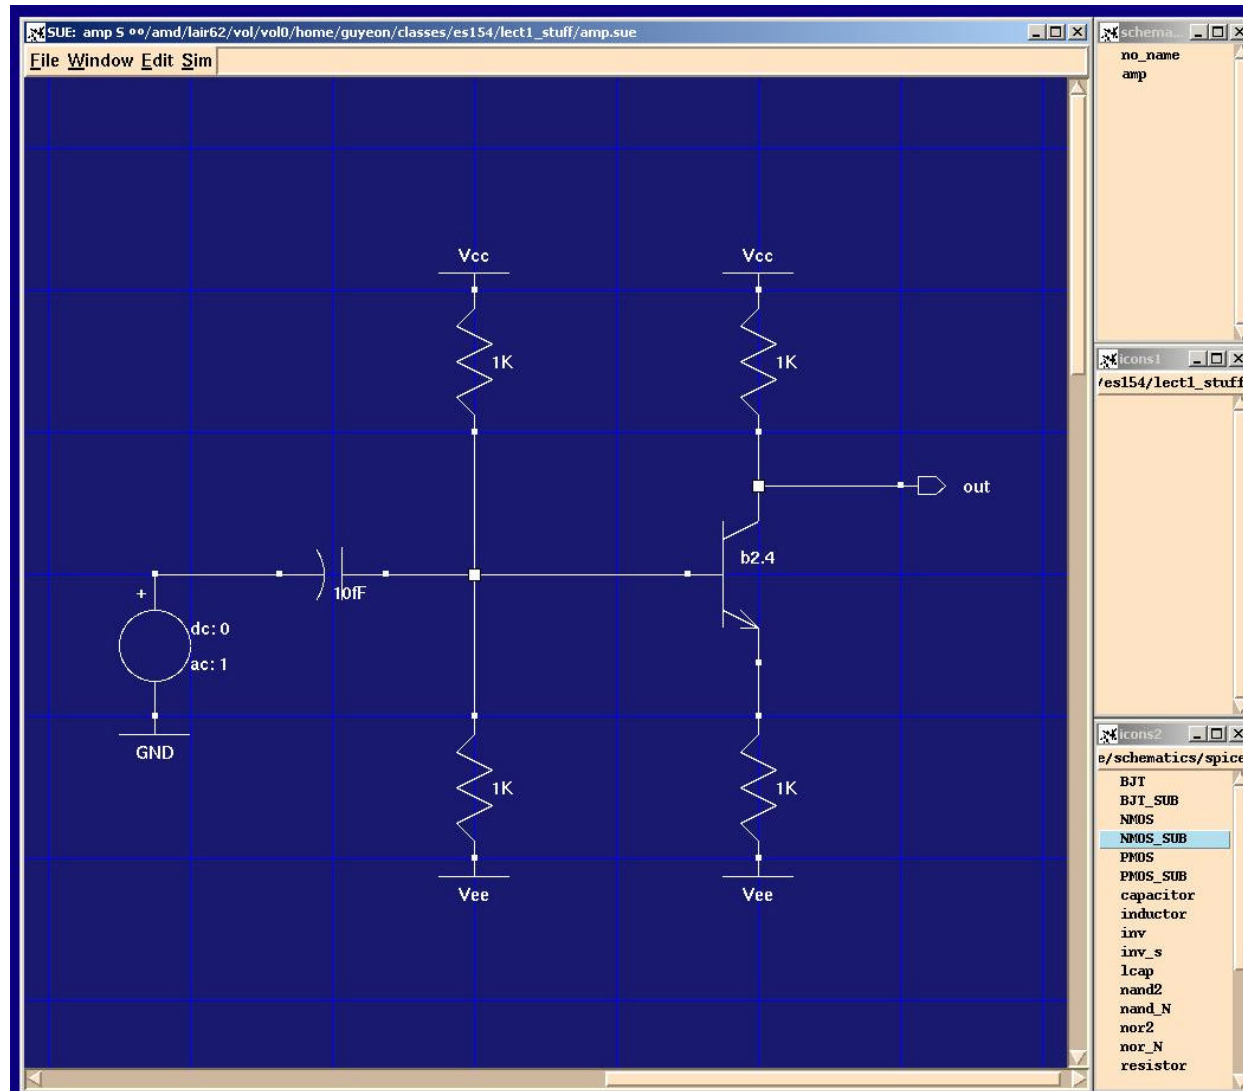 SUE: amp S °°/amd/lair62/vol/vol0/home/guyeon/classes/es154/lect1_stuff/amp.sue
File Window Edit Sim
Vcc
Vcc
1K
1K
out
b2.4
10fF
+
dc: 0
ac: 1
GND
1K
1K
Vee
Vee
schema...
no_name
amp
icons1
/es154/lect1_stuff
icons2
e/schematics/spice
BJT
BJT_SUB
NMOS
NMOS_SUB
PMOS
PMOS_SUB
capacitor
inductor
inv
inv_s
lcap
nand2
nand_N
nor2
nor_N
resistor